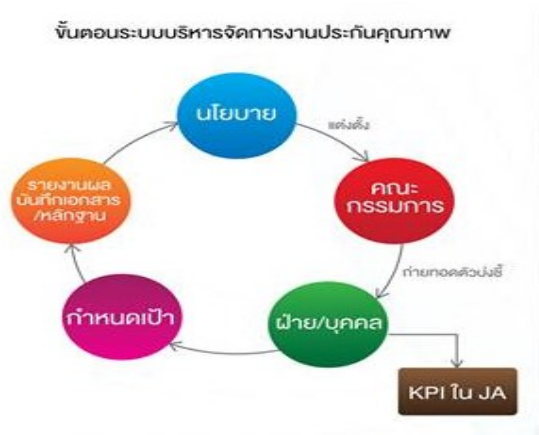 ขั้นตอนระบบบริหารจัดการงานประกันคุณภาพ
นโยบาย
แต่งตั้ง
คณะ
กรรมการ
ถ่ายทอดตัวบ่งชี้
ฝ่าย/บุคคล
KPI ใน JA
กำหนดเป้า
รายงานผล
บันทึกเอกสาร
/หลักฐาน